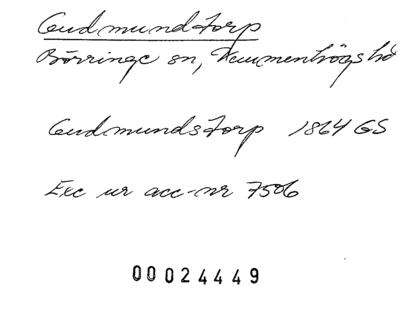 Gudmundstorp
Börringe sn, Vemmenhögs hd
Gudmundstorp 1864 GS
Exc ur acc-nr 7506
00024449